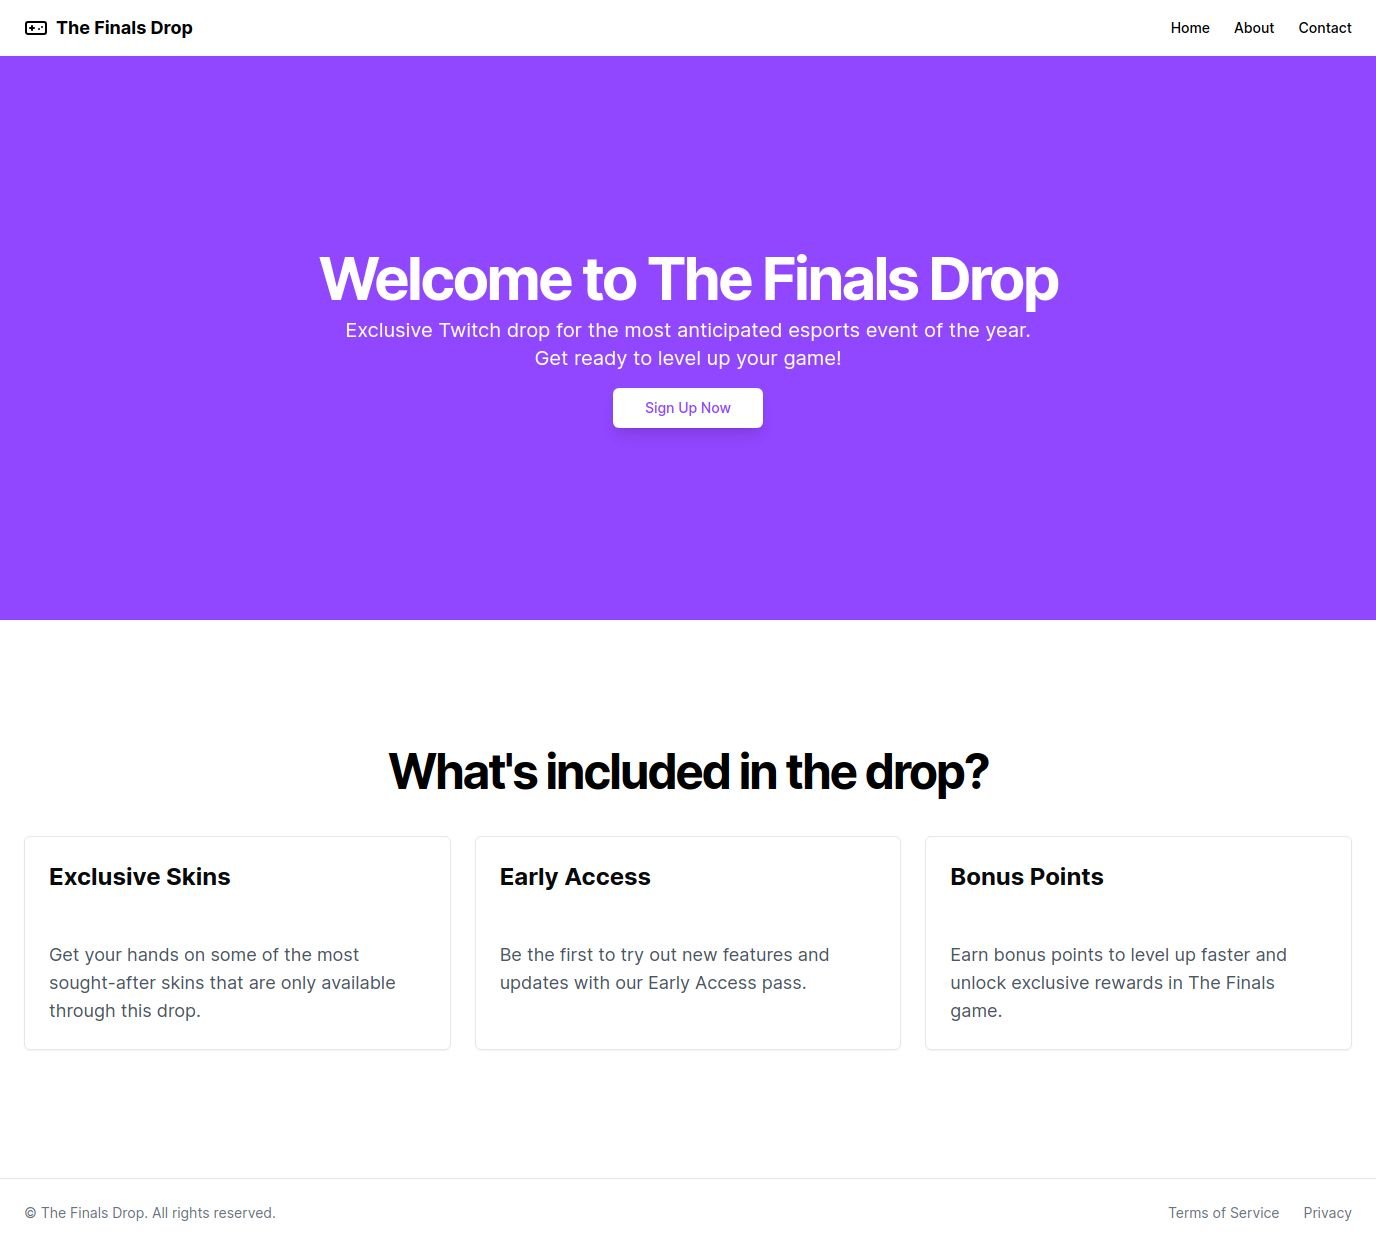 The Finals Drop
Home About Contact
Welcome to The Finals Drop
Exclusive Twitch drop for the most anticipated esports event of the year.
Get ready to level up your game!
Sign Up Now
What's included in the drop?
Exclusive Skins
Get your hands on some of the most
sought-after skins that are only available
through this drop.
Early Access
Be the first to try out new features and
updates with our Early Access pass.
Bonus Points
Earn bonus points to level up faster and
unlock exclusive rewards in The Finals
game.
© The Finals Drop. All rights reserved.
Terms of Service Privacy